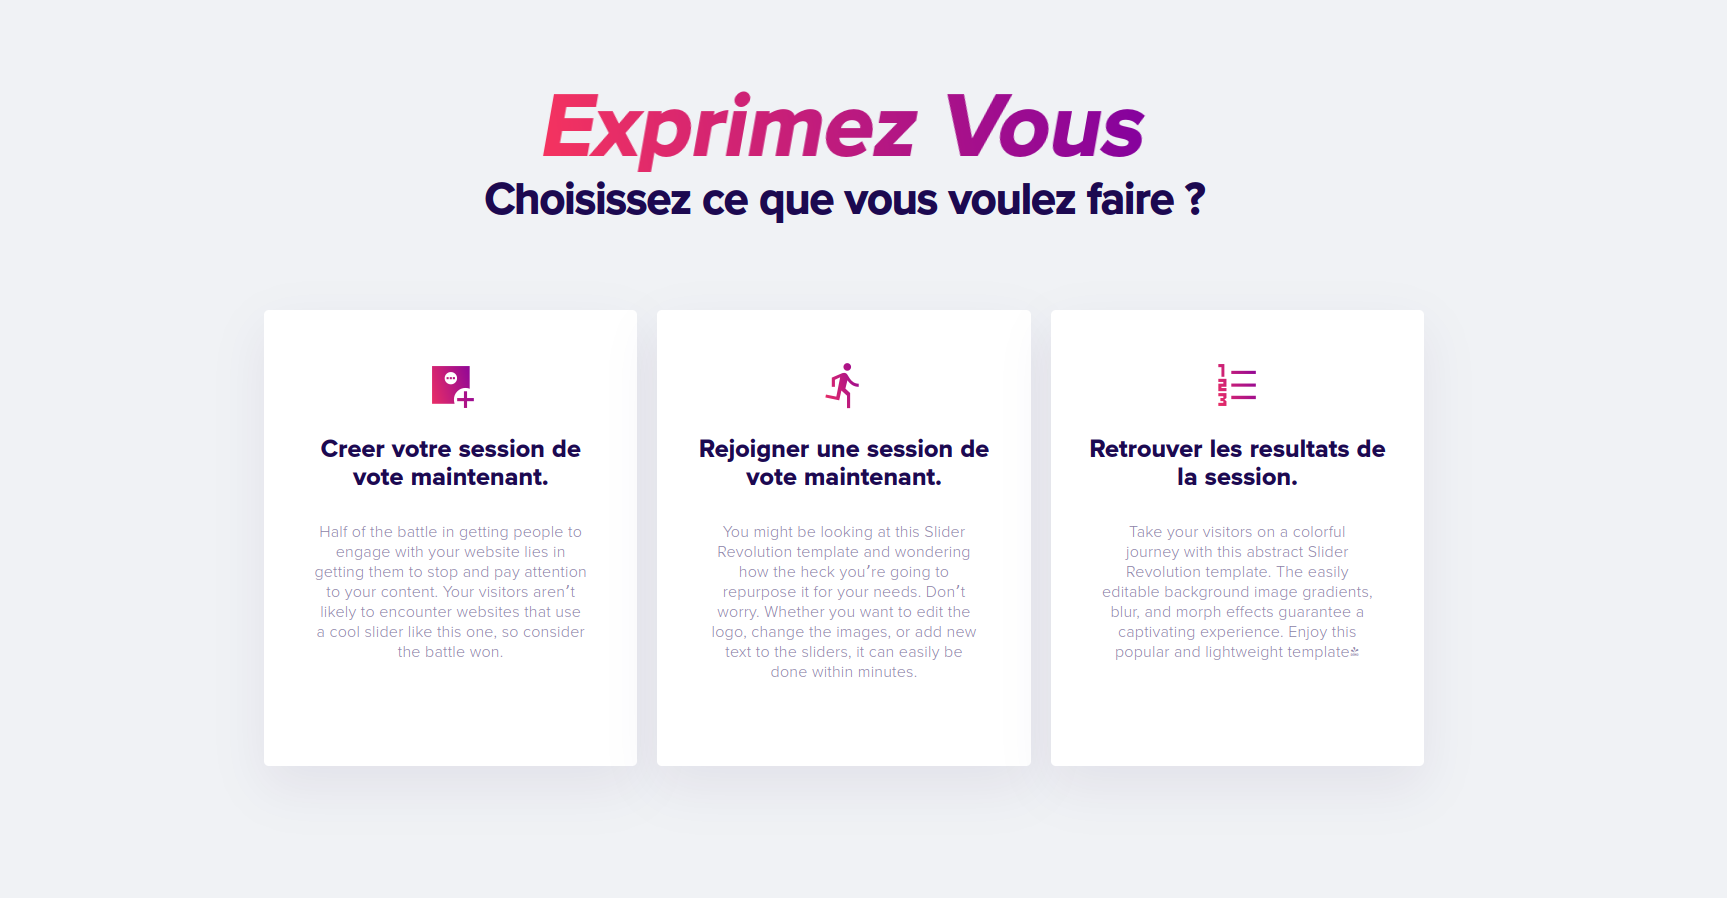 Exprimez Vous
Choisissez ce que vous voulez faire ?
Creer votre session de
vote maintenant.
Half of the battle in getting people to
engage with your website lies in
getting them to stop and pay attention
to your content. Your visitors aren't
likely to encounter websites that use
a cool slider like this one, so consider
the battle won.
Rejoigner une session de
vote maintenant.
You might be looking at this Slider
Revolution template and wondering
how the heck you're going to
repurpose it for your needs. Don't
worry. Whether you want to edit the
logo, change the images, or add new
text to the sliders, it can easily be
done within minutes.
1
2
3
Retrouver les resultats de
la session.
Take your visitors on a colorful
journey with this abstract Slider
Revolution template. The easily
editable background image gradients,
blur, and morph effects guarantee a
captivating experience. Enjoy this
popular and lightweight template